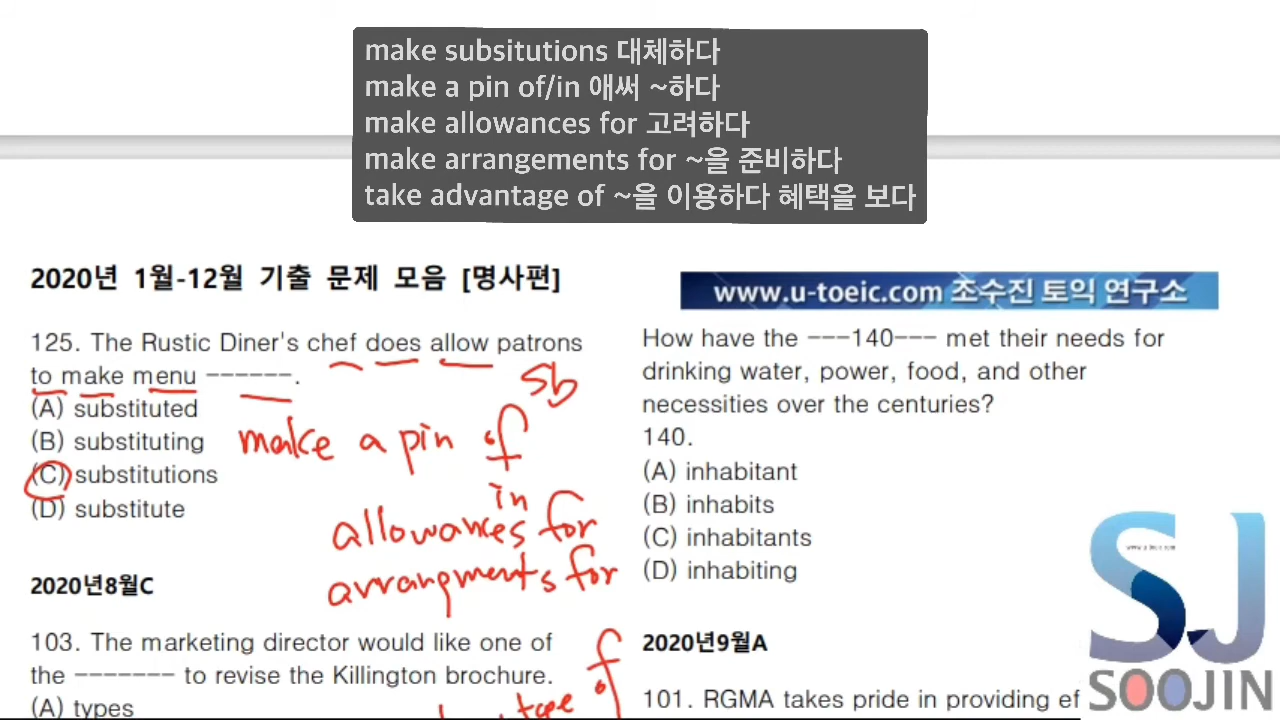 make subsitutions 대체하다
make a pin of/in 애써 ~하다
make allowances for 고려하다
make arrangements for ~을 준비하다
take advantage of ~을 이용하다 혜택을 보다
2020년 1월-12월 기출 문제 모음 [명사편]
125. The Rustic Diner's chef does allow patrons
to make menu ------.
(A) substituted
(B) substituting
(C) substitutions
(D) substitute
sb
make a pin of
in
allowances for
arrangments for
2020년8월C
103. The marketing director would like one of
the ------- to revise the Killington brochure.
(A) types
of
www.u-toeic.com 조수진 토익 연구소
How have the ---140--- met their needs for
drinking water, power, food, and other
necessities over the centuries?
140.
(A) inhabitant
(B) inhabits
(C) inhabitants
(D) inhabiting
2020년9월A
101. RGMA takes pride in providing ef
SJ
SOOJIN